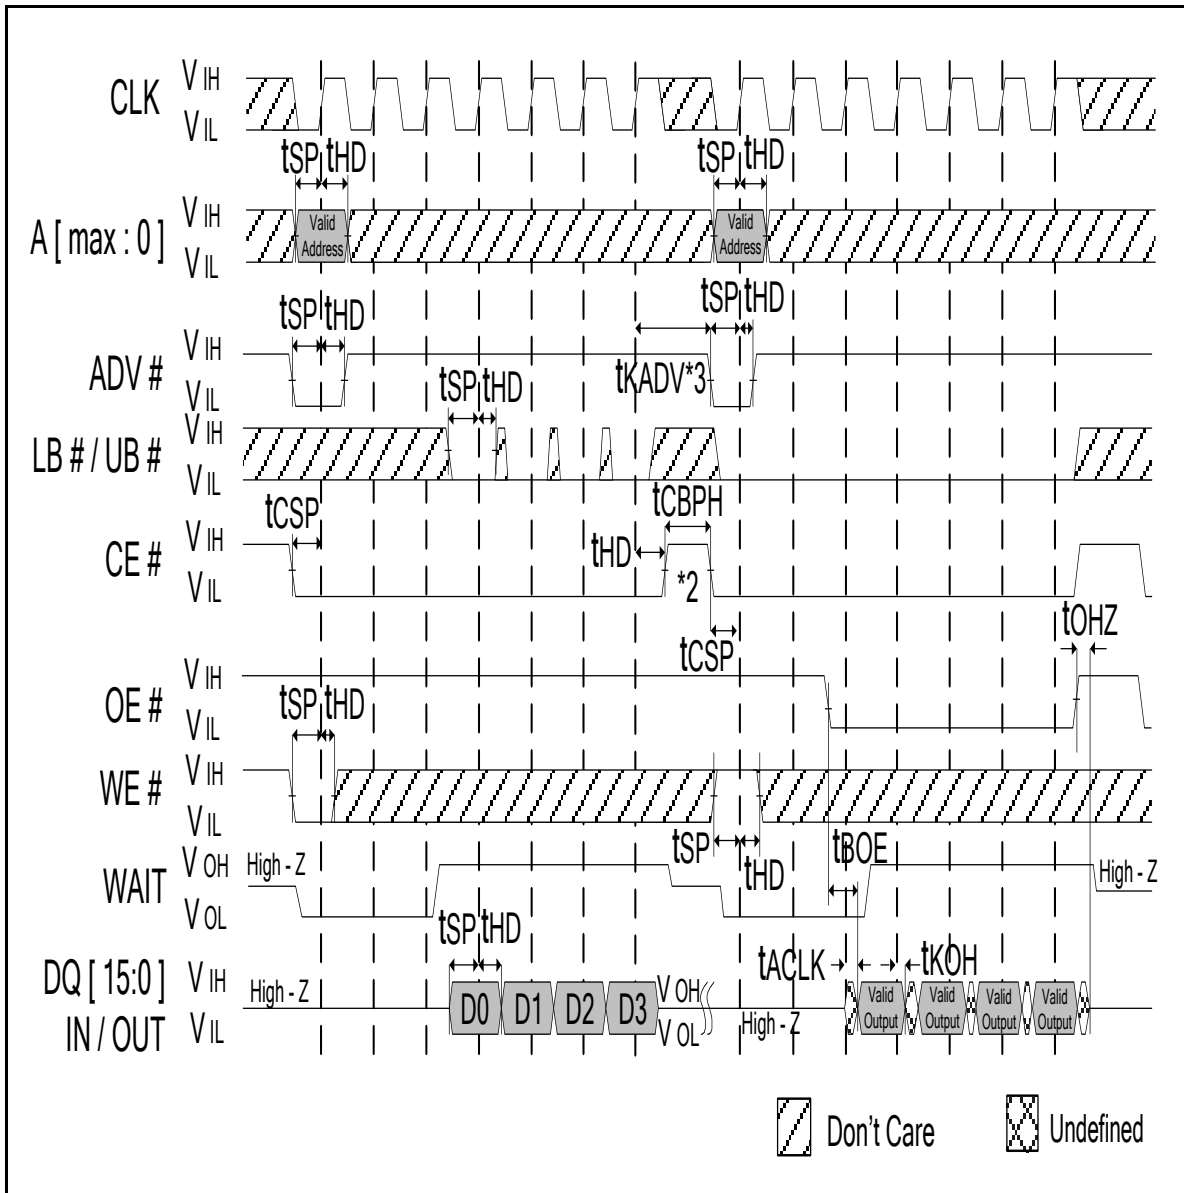 CLK
V IH
V IL
tSP tHD
tSP tHD
A [ max : 0 ]
V IH
V IL
Valid
Address
Valid
Address
tSP tHD
tSP tHD
ADV #
V IH
V IL
tSP tHD
tKADV*3
LB # / UB #
V IH
V IL
tCSP
tCBPH
CE #
V IH
V IL
tHD
*2
tCSP
tOHZ
OE #
V IH
V IL
tSP tHD
WE #
V IH
V IL
tSP
tHD
tBOE
WAIT
V OH
V OL
High - Z
High - Z
tSP tHD
tACLK
tKOH
DQ [ 15:0 ]
IN / OUT
V IH
V IL
High - Z
D0
D1
D2
D3
V OH
V OL
High - Z
Valid
Output
Valid
Output
Valid
Output
Valid
Output
Don't Care
Undefined